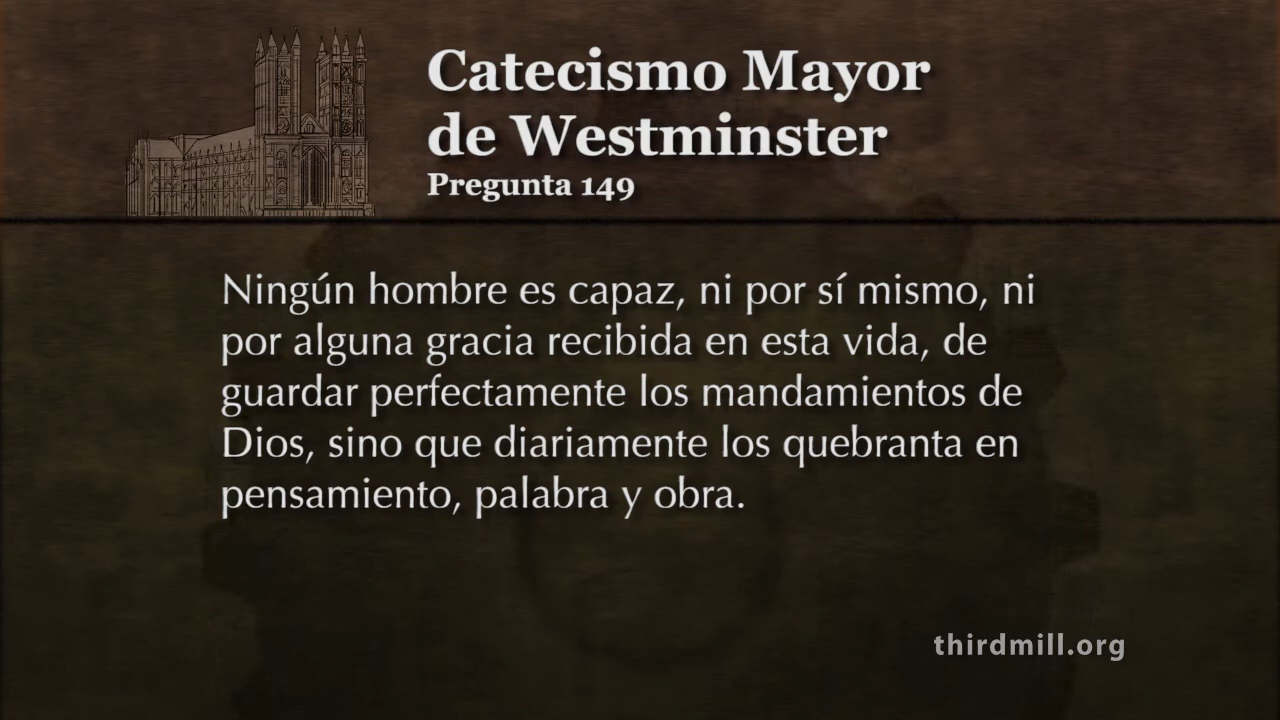 Catecismo Mayor
de Westminster
Pregunta 149
Ningún hombre es capaz, ni por sí mismo, ni
por alguna gracia recibida en esta vida, de
guardar perfectamente los mandamientos de
Dios, sino que diariamente los quebranta en
pensamiento, palabra y obra.
thirdmill.org